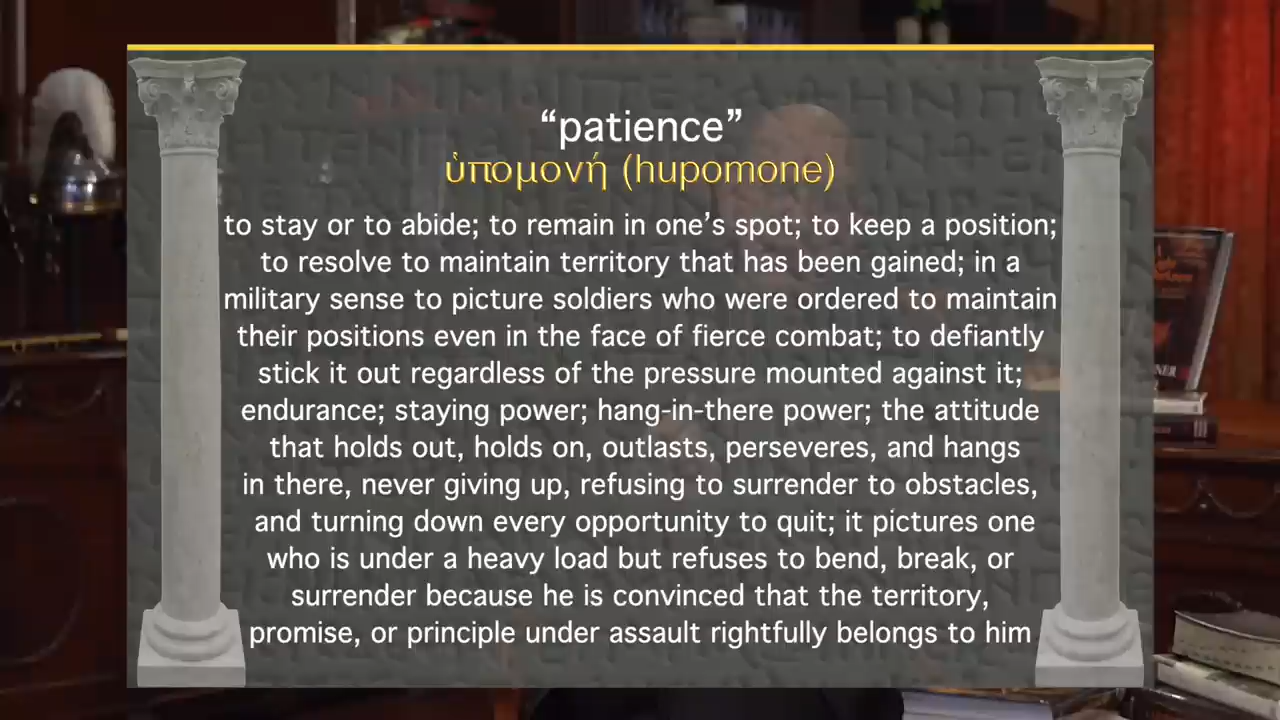 “patience”
ὑπομονή (hupomone)
to stay or to abide; to remain in one’s spot; to keep a position;
to resolve to maintain territory that has been gained; in a
military sense to picture soldiers who were ordered to maintain
their positions even in the face of fierce combat; to defiantly
stick it out regardless of the pressure mounted against it;
endurance; staying power; hang-in-there power; the attitude
that holds out, holds on, outlasts, perseveres, and hangs
in there, never giving up, refusing to surrender to obstacles,
and turning down every opportunity to quit; it pictures one
who is under a heavy load but refuses to bend, break, or
surrender because he is convinced that the territory,
promise, or principle under assault rightfully belongs to him